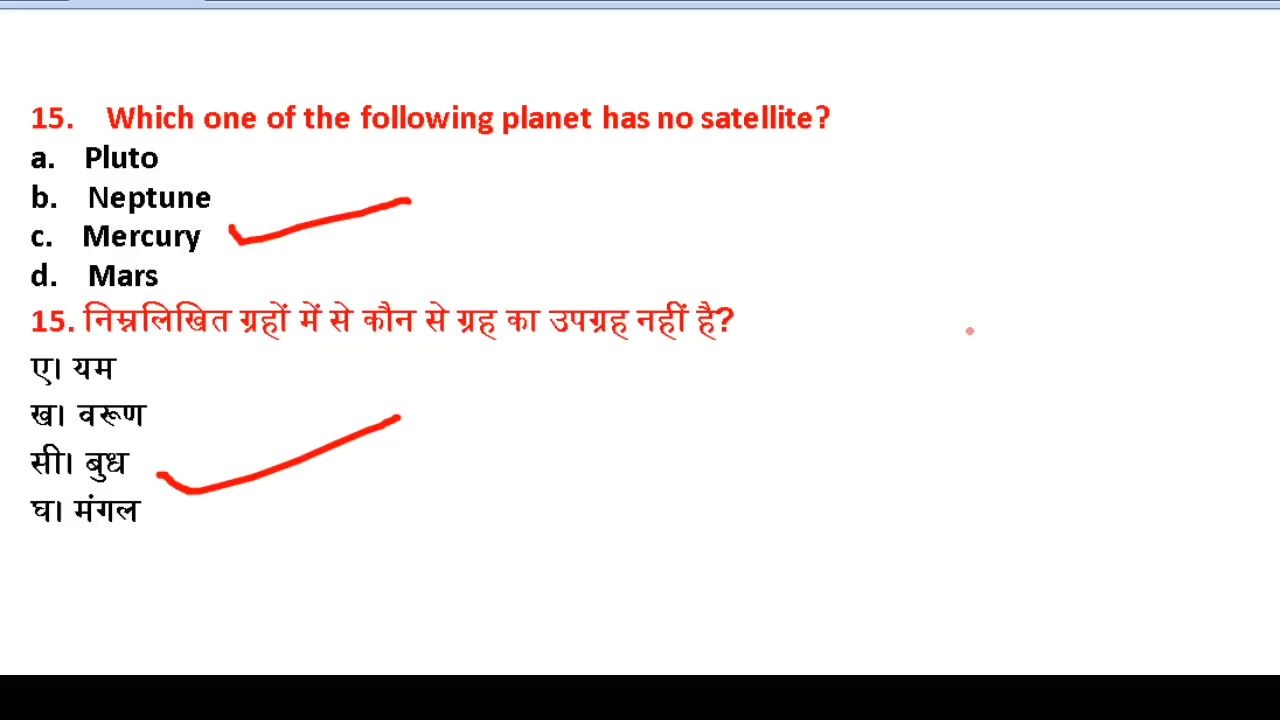 15. Which one of the following planet has no satellite?
a. Pluto
b. Neptune
c. Mercury
d. Mars
15. निम्नलिखित ग्रहों में से कौन से ग्रह का उपग्रह नहीं है?
ए। यम
ख। वरूण
सी। बुध
घ। मंगल